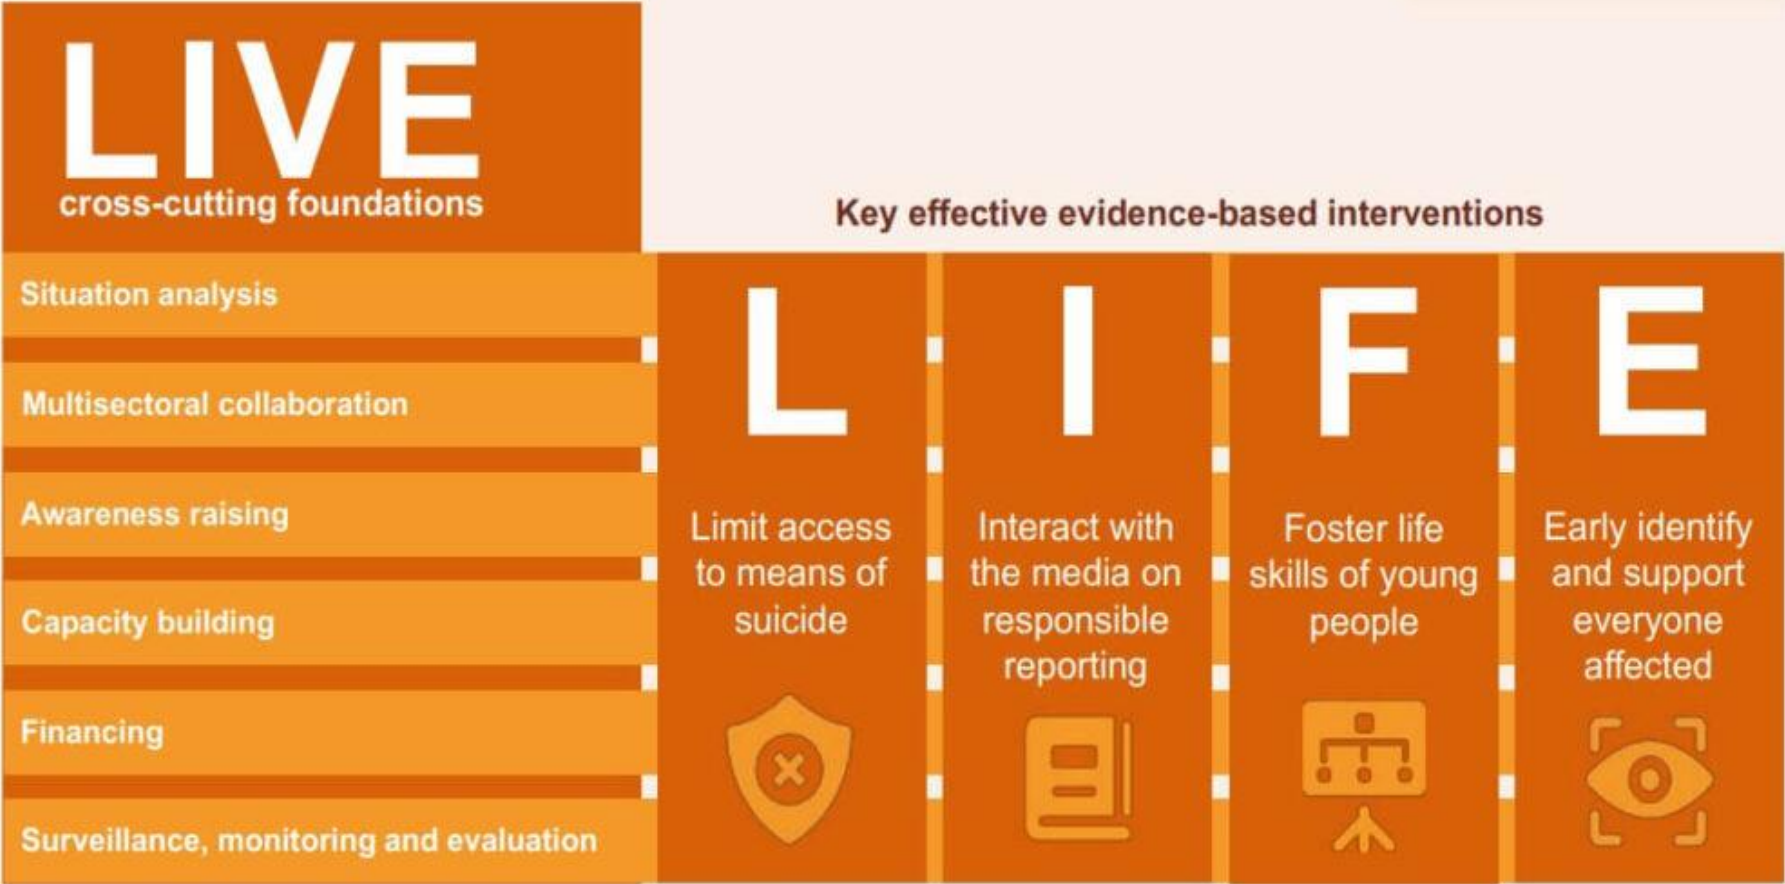 LIVE
cross-cutting foundations
Key effective evidence-based interventions
Situation analysis
Multisectoral collaboration
Awareness raising
Capacity building
Financing
Surveillance, monitoring and evaluation
L
Limit access
to means of
suicide
I
Interact with
the media on
responsible
reporting
F
Foster life
skills of young
people
E
Early identify
and support
everyone
affected